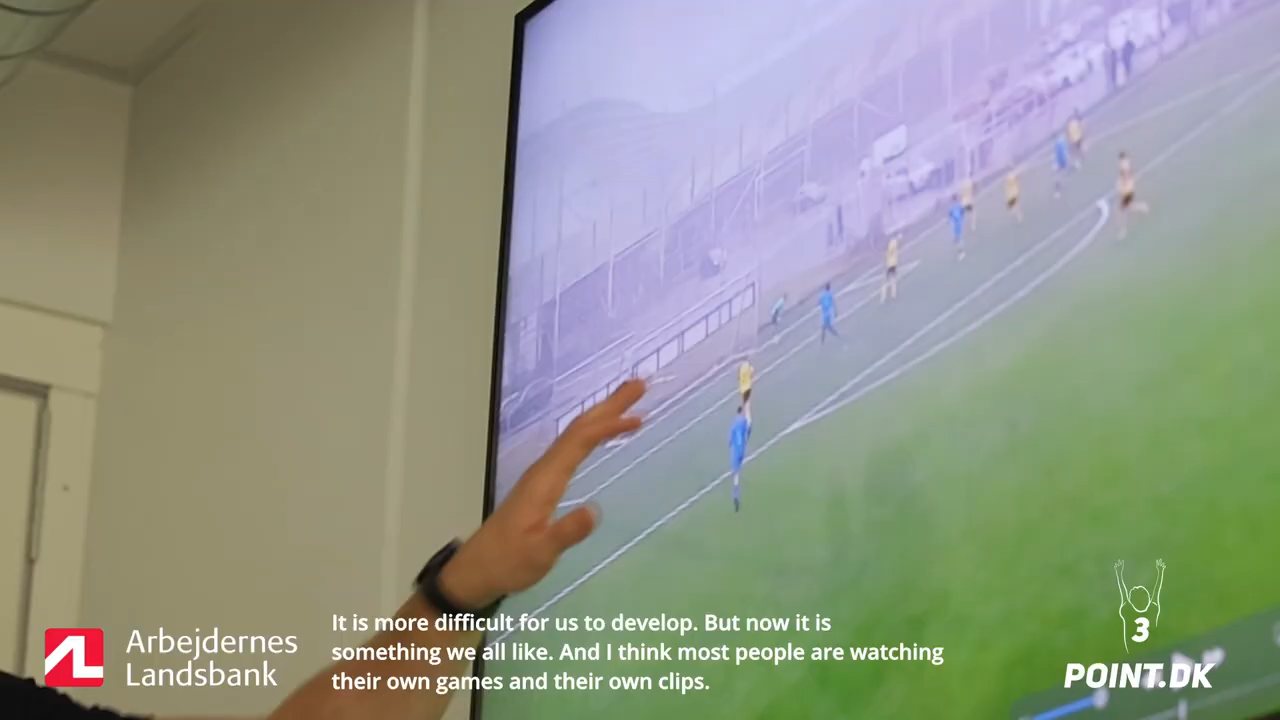 Arbejdernes
Landsbank
It is more difficult for us to develop. But now it is
something we all like. And I think most people are watching
their own games and their own clips.
3
POINT.DK